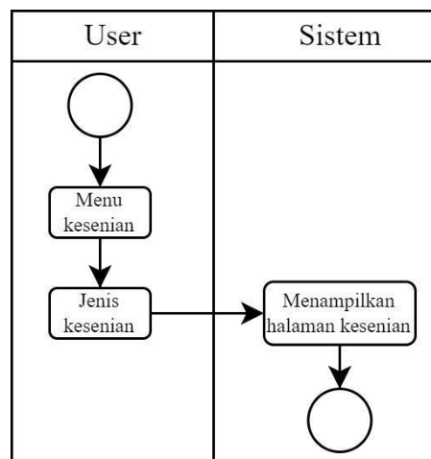 User
Sistem
Menu
kesenian
Jenis
kesenian
Menampilkan
halaman kesenian